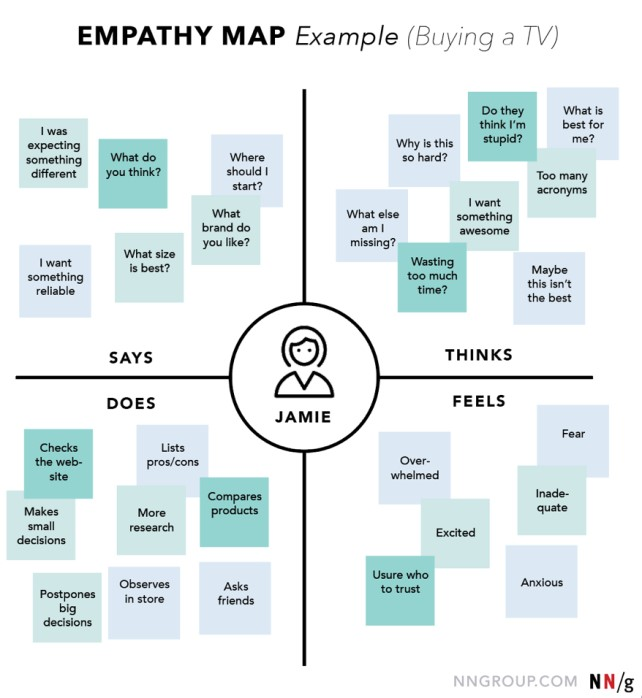 EMPATHY MAP Example (Buying a TV)
I was
expecting
something
different
What do
you think?
Where
should I
start?
What
brand do
you like?
I want
something
reliable
What size
is best?
SAYS
Do they
think I'm
stupid?
What is
best for
me?
Why is this
so hard?
Too many
acronyms
I want
something
awesome
What else
am I
missing?
Wasting
too much
time?
Maybe
this isn't
the best
THINKS
JAMIE
DOES
Checks
the web-
site
Lists
pros/cons
Makes
small
decisions
More
research
Compares
products
Postpones
big
decisions
Observes
in store
Asks
friends
FEELS
Fear
Over-
whelmed
Inade-
quate
Excited
Usure who
to trust
Anxious
NNGROUP.COM NN/g